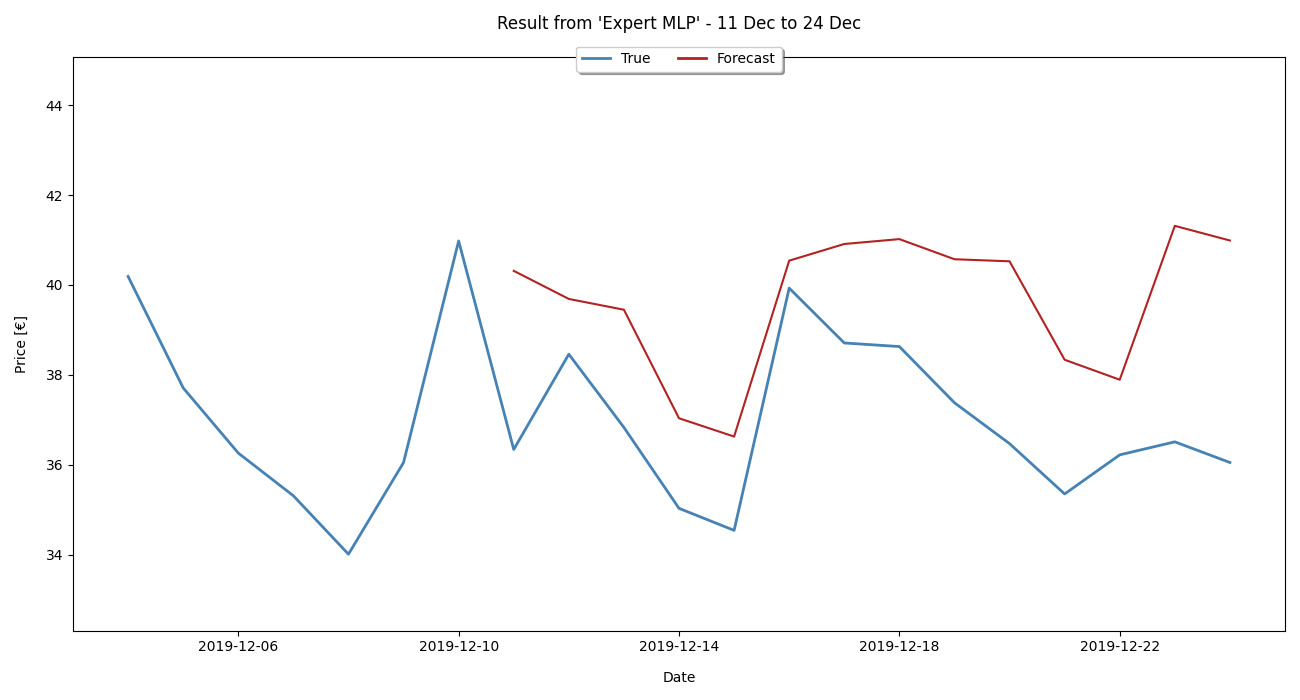 Result from 'Expert MLP' - 11 Dec to 24 Dec
True Forecast
44
42
40
38
36
34
Price [€]
2019-12-06 2019-12-10 2019-12-14 2019-12-18 2019-12-22
Date